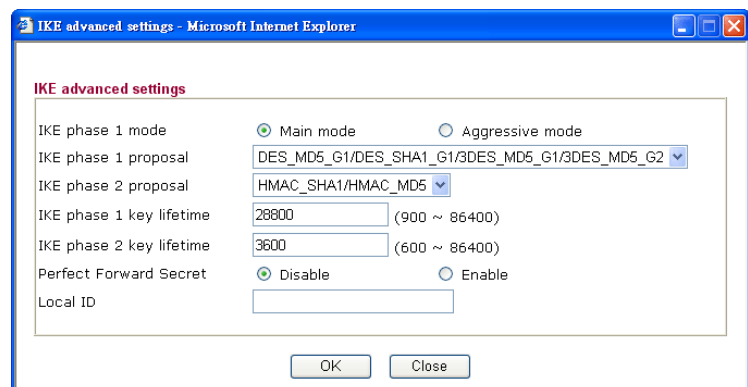 IKE advanced settings - Microsoft Internet Explorer
IKE advanced settings
IKE phase 1 mode Main mode Aggressive mode
IKE phase 1 proposal DES_MD5_G1/DES_SHA1_G1/3DES_MD5_G1/3DES_MD5_G2
IKE phase 2 proposal HMAC_SHA1/HMAC_MD5
IKE phase 1 key lifetime 28800 (900 ~ 86400)
IKE phase 2 key lifetime 3600 (600 ~ 86400)
Perfect Forward Secret Disable Enable
Local ID
OK Close